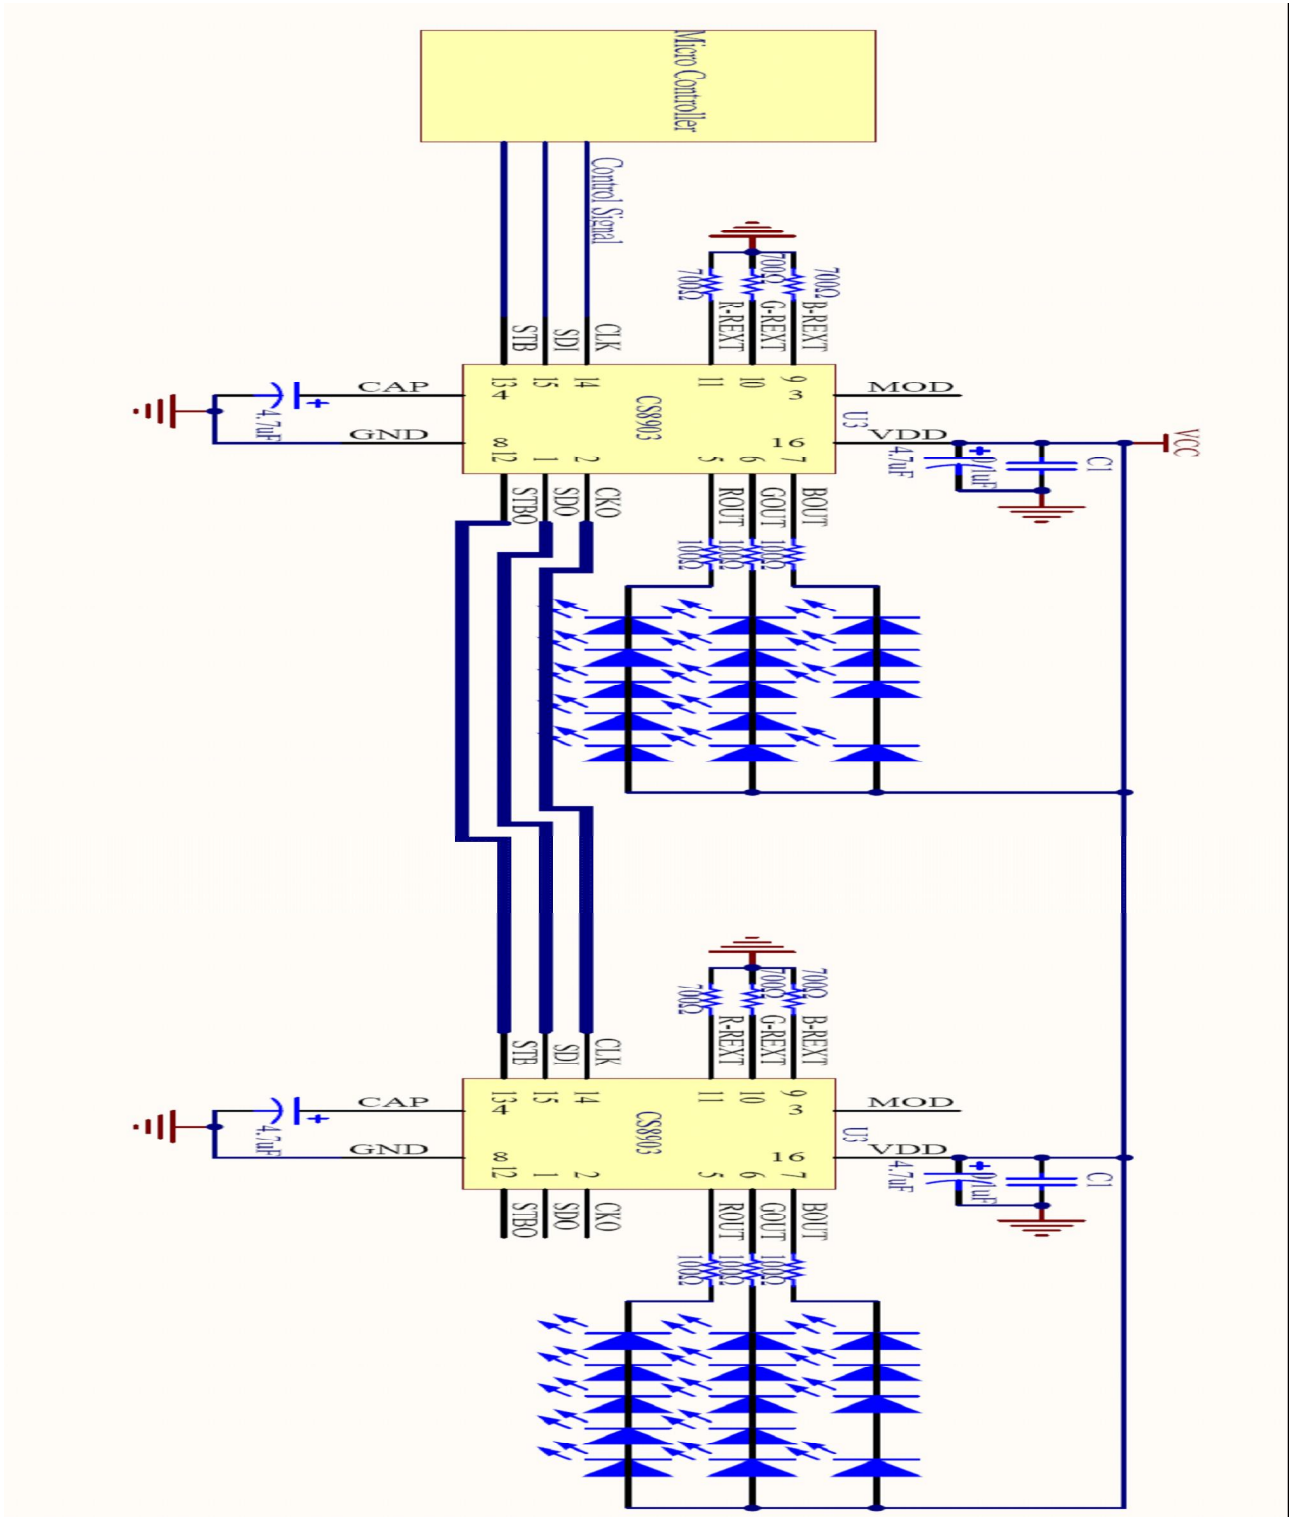 Micro Controller
Control Signal
700Ω
700Ω
700Ω
R-REXT
G-REXT
B-REXT
STB
SDI
CLK
13
15
14
11
10
9
CAP
4
3
MOD
4.7uF
CS8903
U3
GND
8
16
VDD
VCC
4.7uF
0.1uF
C1
12
1
2
5
6
7
STBO
SDO
CKO
ROUT
GOUT
BOUT
100Ω
100Ω
100Ω
700Ω
700Ω
700Ω
R-REXT
G-REXT
B-REXT
STB
SDI
CLK
13
15
14
11
10
9
CAP
4
3
MOD
4.7uF
CS8903
U3
GND
8
16
VDD
4.7uF
0.1uF
C1
12
1
2
5
6
7
STBO
SDO
CKO
ROUT
GOUT
BOUT
100Ω
100Ω
100Ω